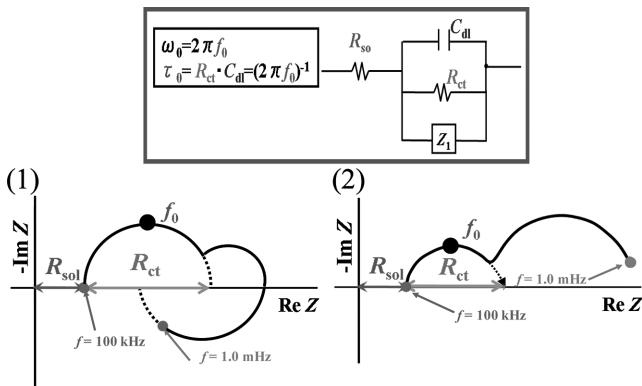 ω₀=2πf₀
τ₀=Rct·Cdl=(2πf₀)⁻¹
Rso
Cdl
Rct
Z₁
(1)
f₀
-Im Z
Rsol
Rct
Re Z
f = 100 kHz
f = 1.0 mHz
(2)
f₀
-Im Z
Rsol
Rct
f = 1.0 mHz
Re Z
f = 100 kHz